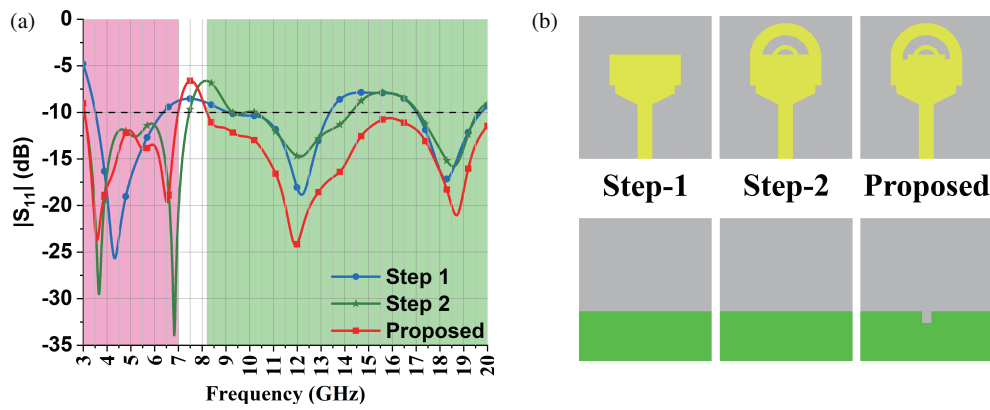 (a)
0
-5
-10
-15
-20
-25
-30
-35
|S₁₁| (dB)
Step 1
Step 2
Proposed
3 4 5 6 7 8 9 10 11 12 13 14 15 16 17 18 19 20
Frequency (GHz)
(b)
Step-1 Step-2 Proposed